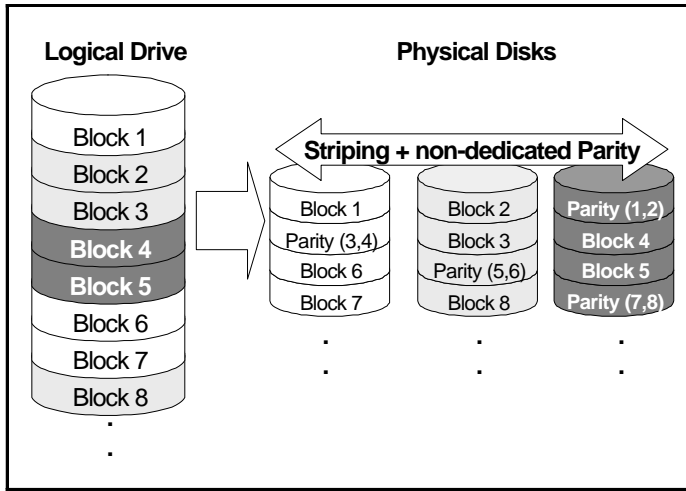 Logical Drive
Physical Disks
Block 1
Block 2
Block 3
Block 4
Block 5
Block 6
Block 7
Block 8
.
.
Striping + non-dedicated Parity
Block 1
Parity (3,4)
Block 6
Block 7
.
.
Block 2
Block 3
Parity (5,6)
Block 8
.
.
Parity (1,2)
Block 4
Block 5
Parity (7,8)
.
.